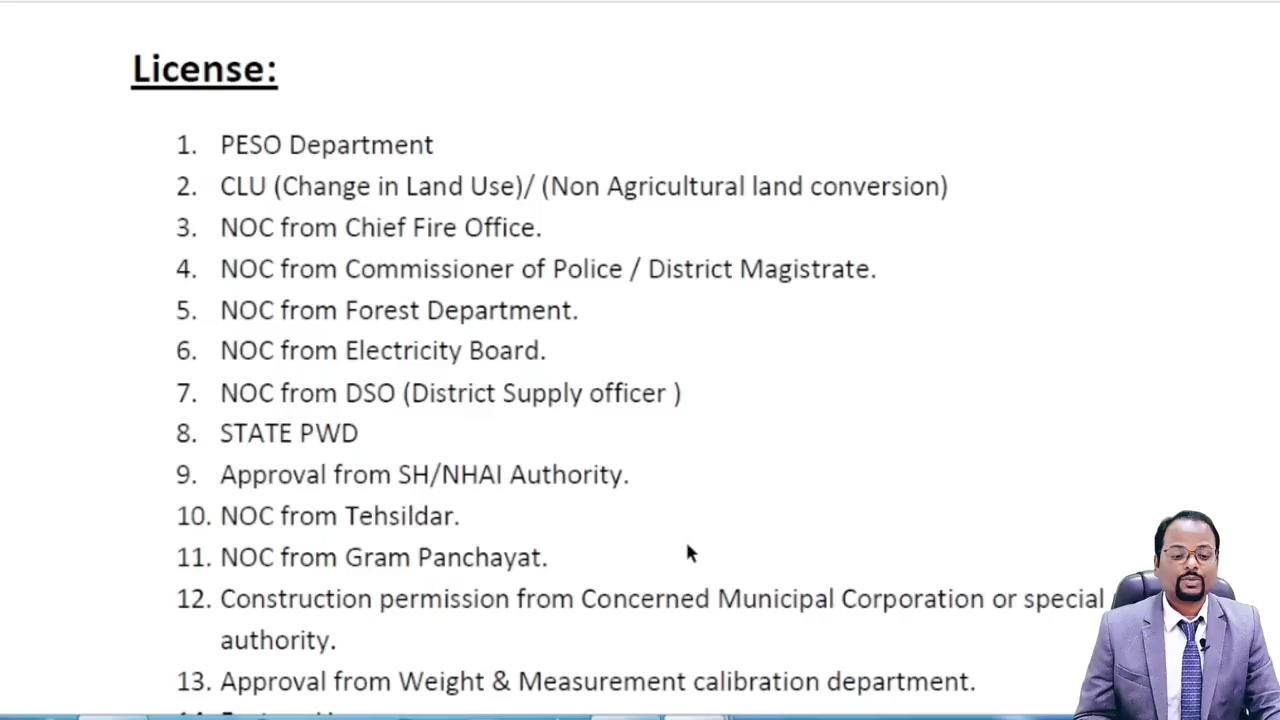 License:
1. PESO Department
2. CLU (Change in Land Use)/ (Non Agricultural land conversion)
3. NOC from Chief Fire Office.
4. NOC from Commissioner of Police / District Magistrate.
5. NOC from Forest Department.
6. NOC from Electricity Board.
7. NOC from DSO (District Supply officer )
8. STATE PWD
9. Approval from SH/NHAI Authority.
10. NOC from Tehsildar.
11. NOC from Gram Panchayat.
12. Construction permission from Concerned Municipal Corporation or special
authority.
13. Approval from Weight & Measurement calibration department.